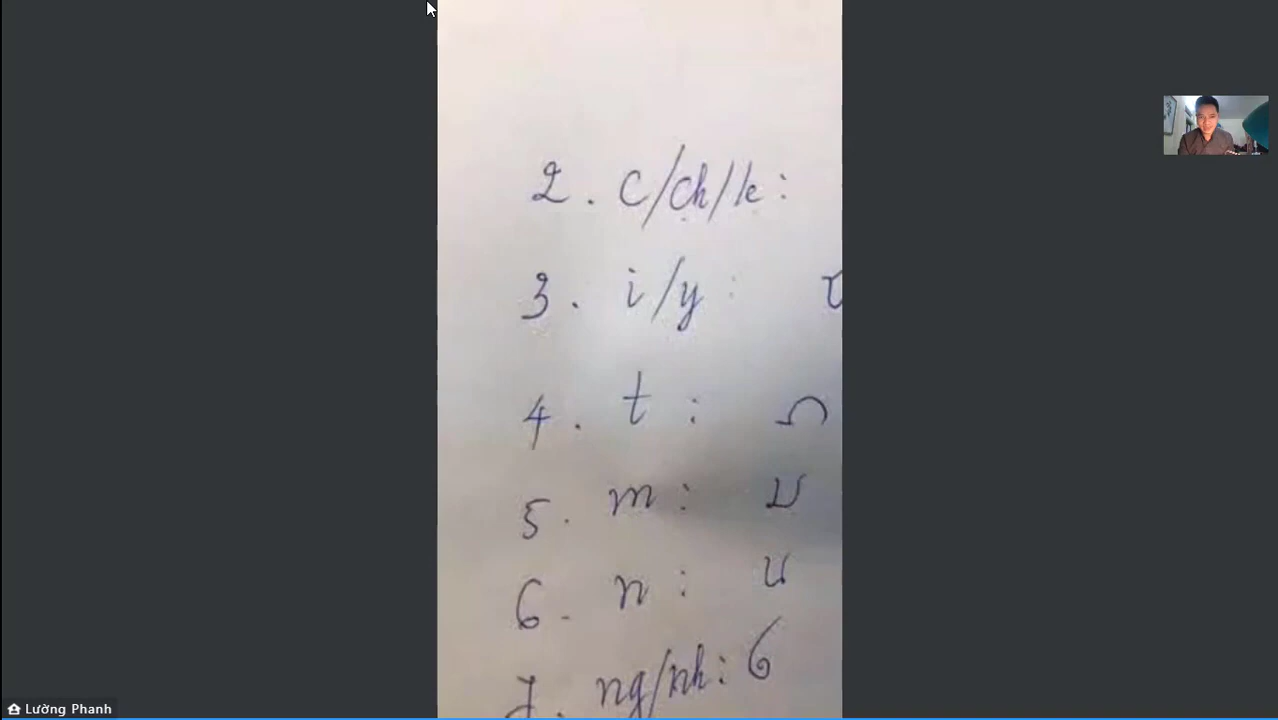 2. c/ch/k:
3. i/y:
4. t:
5. m:
6. n:
7. ng/nh:
Lường Phanh